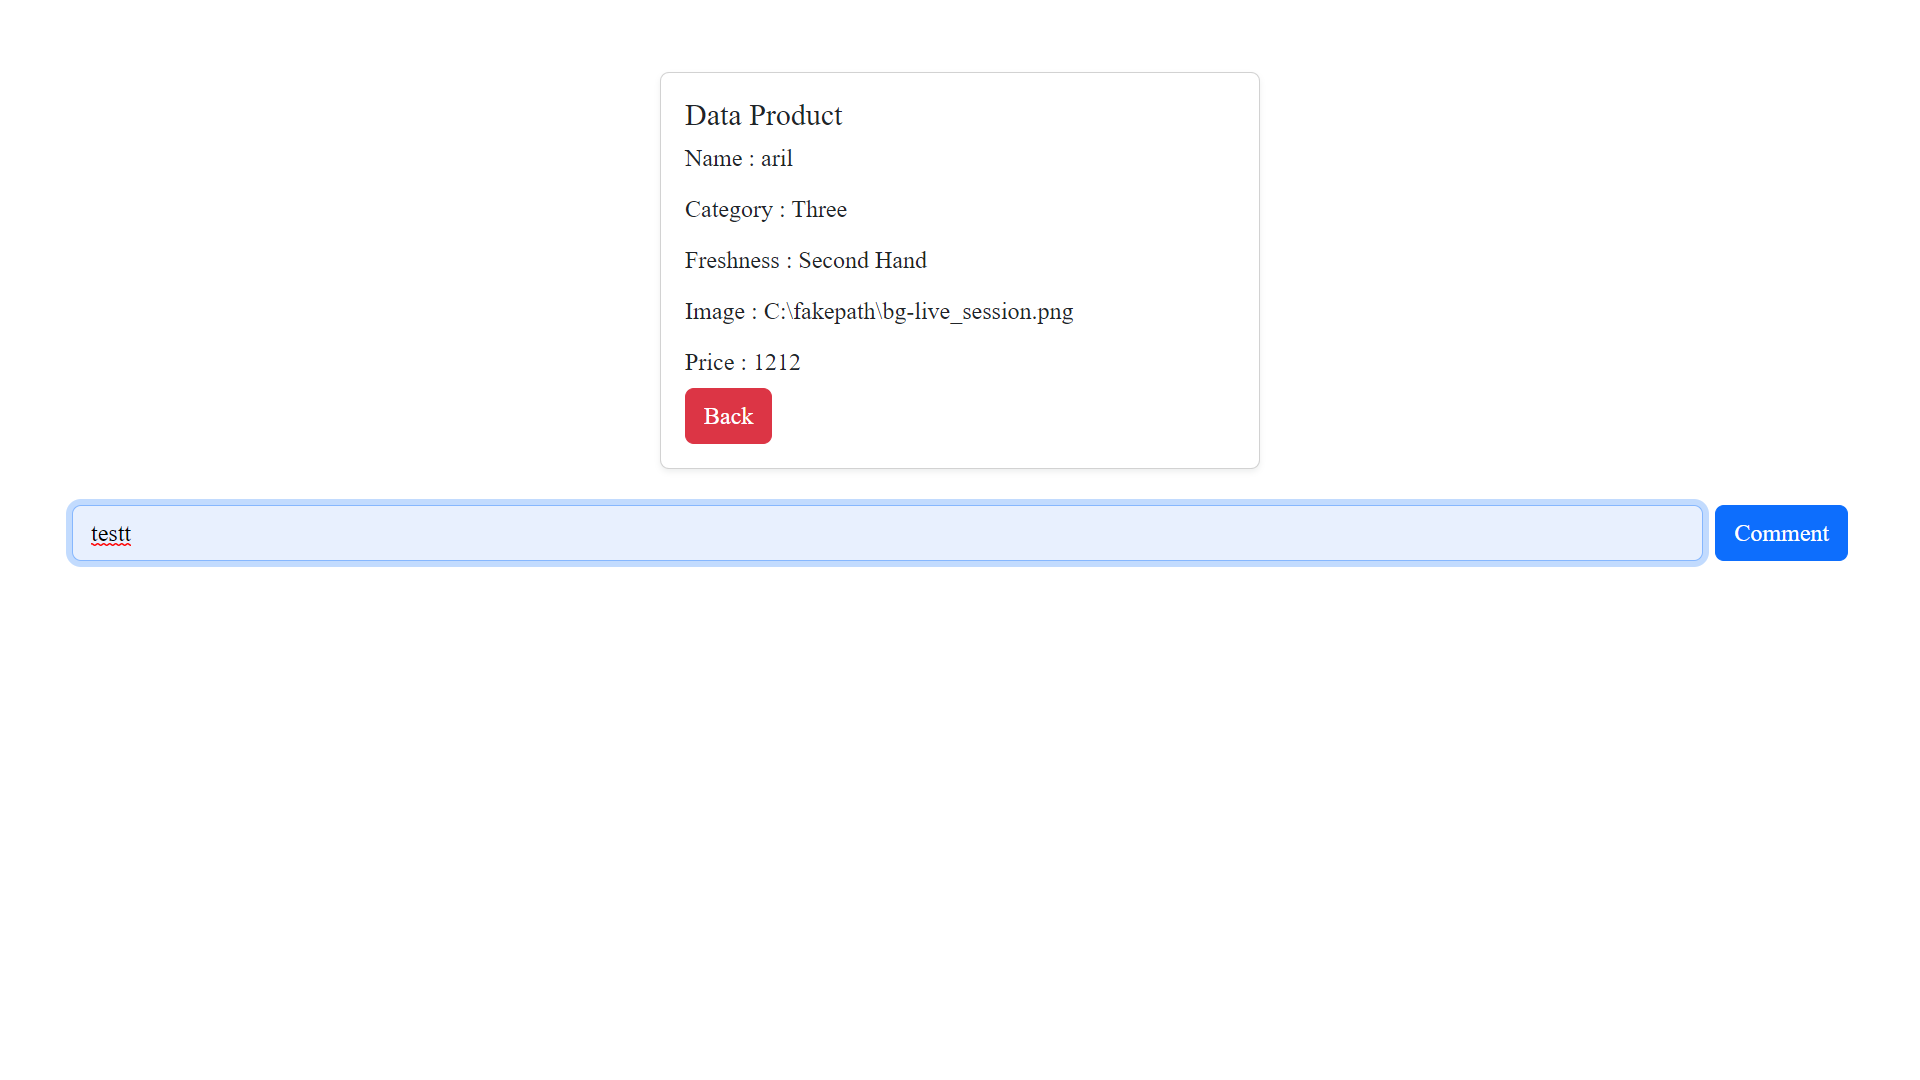 Data Product
Name : aril
Category : Three
Freshness : Second Hand
Image : C:\fakepath\bg-live_session.png
Price : 1212
Back
testt
Comment